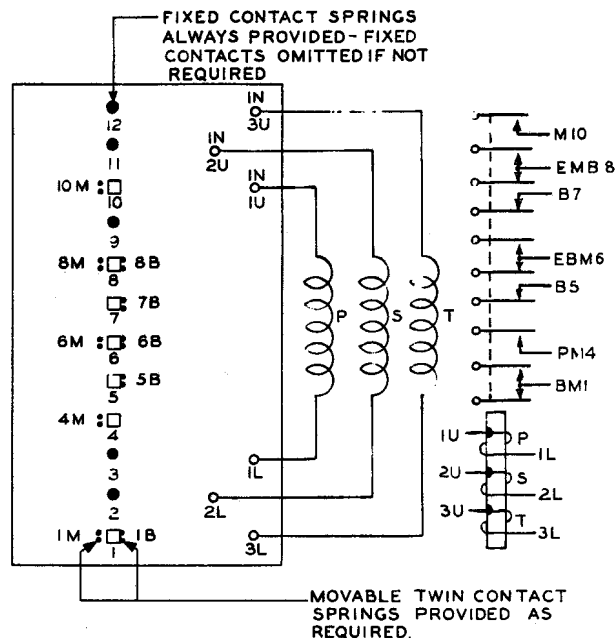 FIXED CONTACT SPRINGS
ALWAYS PROVIDED-FIXED
CONTACTS OMITTED IF NOT
REQUIRED
12
11
10M
10
9
8M
8B
8
7B
7
6M
6B
6
5B
5
4M
4
3
2
1M
1B
1
IN
3U
IN
2U
IN
1U
P
S
T
1L
2L
3L
M10
EMB8
B7
EBM6
B5
PM4
BM1
1U
P
1L
2U
S
2L
3U
T
3L
MOVABLE TWIN CONTACT
SPRINGS PROVIDED AS
REQUIRED.